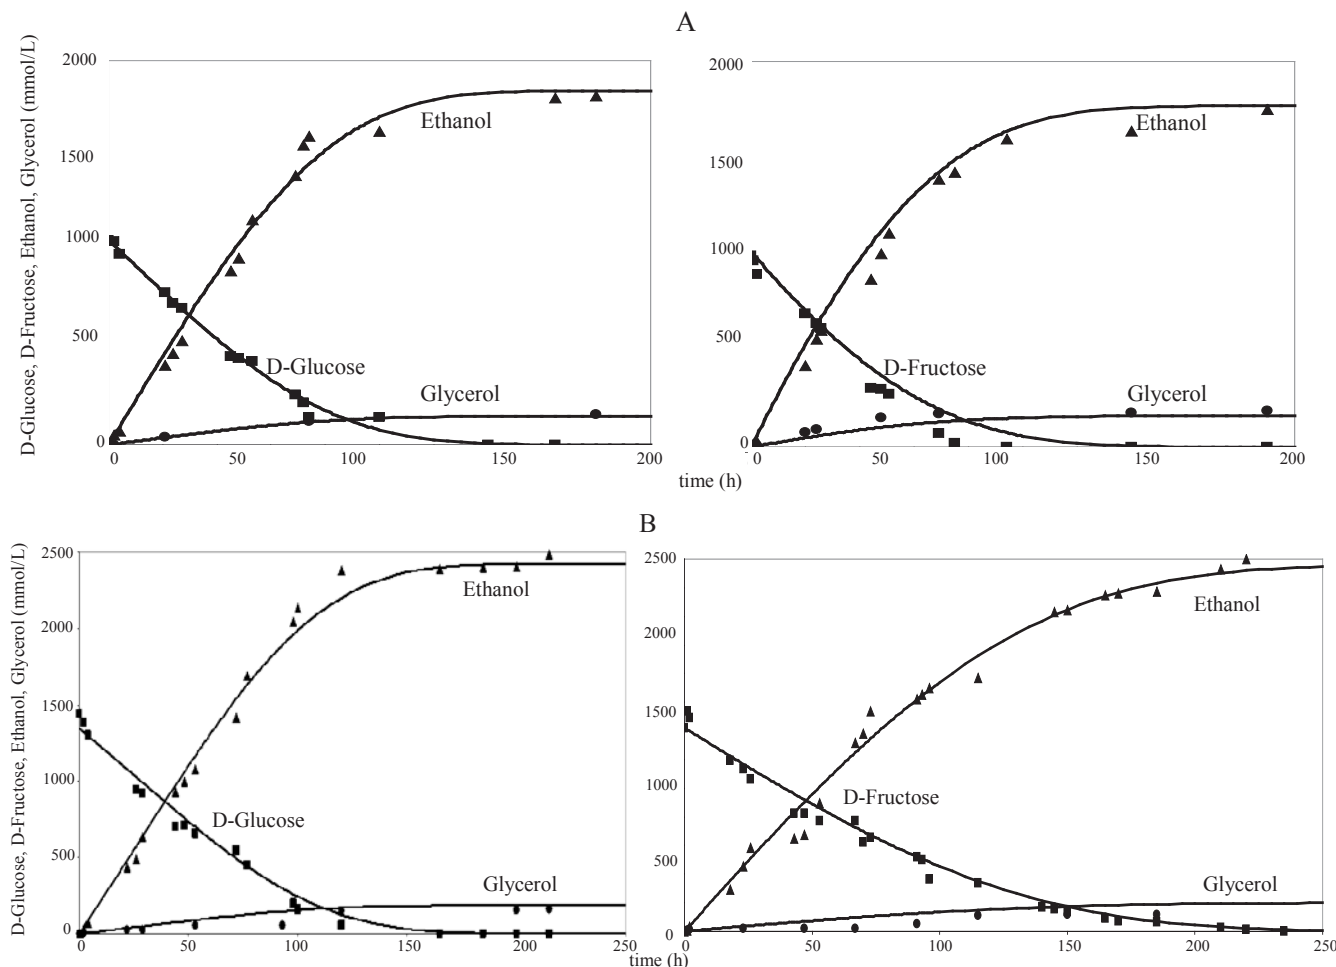 A
D-Glucose, D-Fructose, Ethanol, Glycerol (mmol/L)
2000
1500
1000
500
0
Ethanol
D-Glucose
Glycerol
0 50 100 150 200
2000
1500
1000
500
0
Ethanol
D-Fructose
Glycerol
0 50 100 150 200
time (h)
B
D-Glucose, D-Fructose, Ethanol, Glycerol (mmol/L)
2500
2000
1500
1000
500
0
Ethanol
D-Glucose
Glycerol
0 50 100 150 200 250
2500
2000
1500
1000
500
0
Ethanol
D-Fructose
Glycerol
0 50 100 150 200 250
time (h)